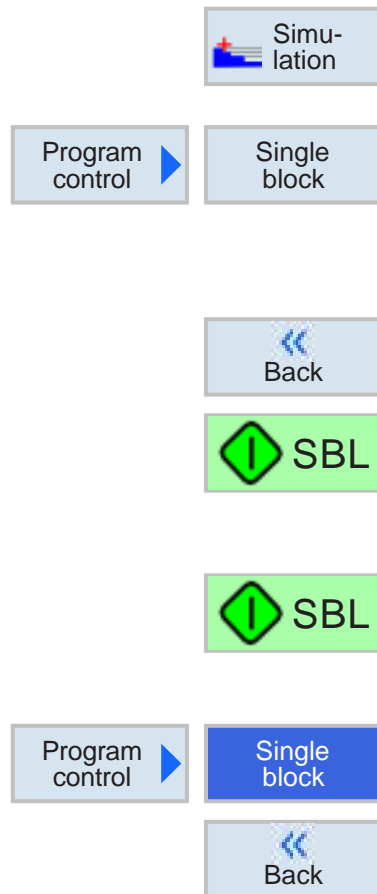 Simu-
lation
Program
control
Single
block
Back
SBL
SBL
Program
control
Single
block
Back